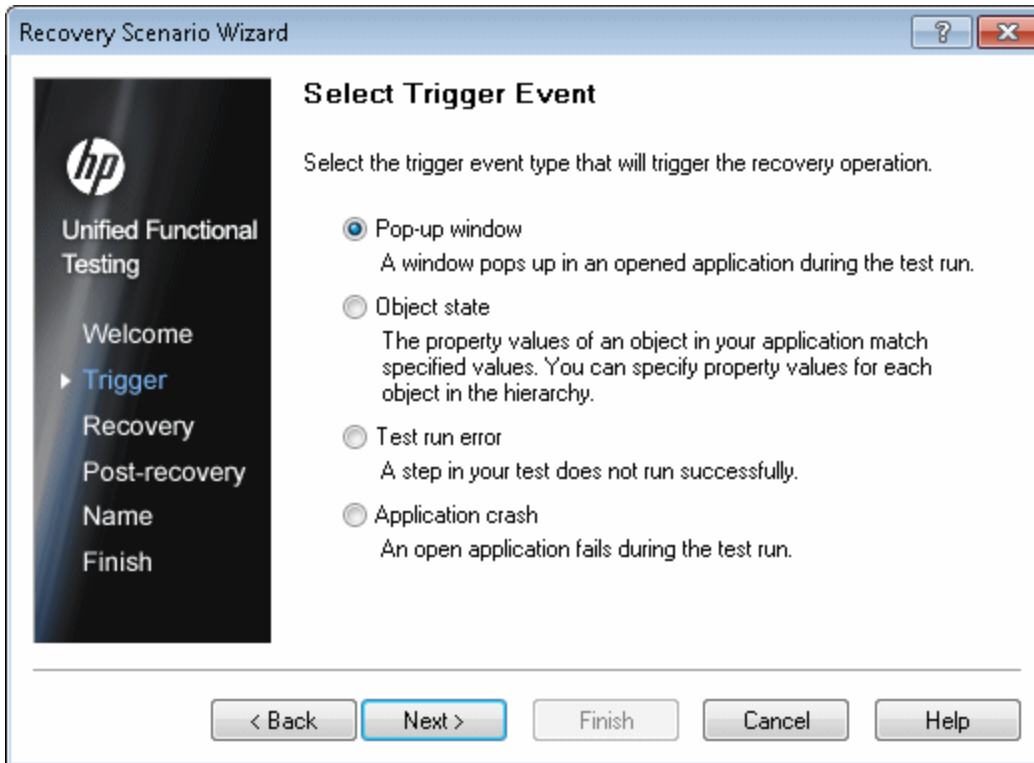 Recovery Scenario Wizard
?
hp
Unified Functional
Testing
Welcome
Trigger
Recovery
Post-recovery
Name
Finish
Select Trigger Event
Select the trigger event type that will trigger the recovery operation.
Pop-up window
A window pops up in an opened application during the test run.
Object state
The property values of an object in your application match
specified values. You can specify property values for each
object in the hierarchy.
Test run error
A step in your test does not run successfully.
Application crash
An open application fails during the test run.
< Back
Next >
Finish
Cancel
Help